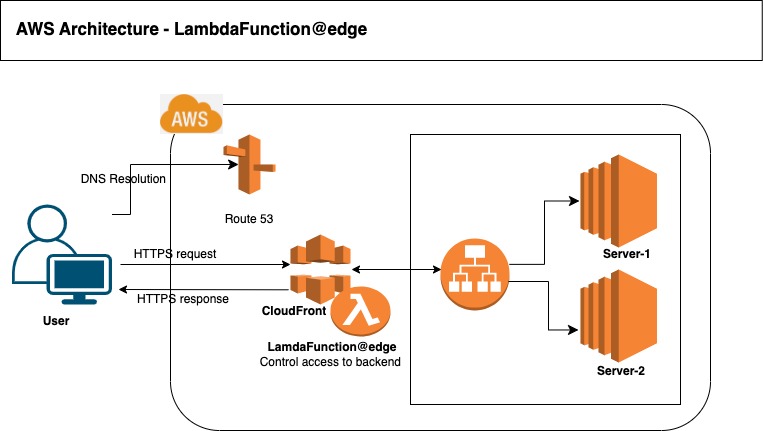 AWS Architecture - LambdaFunction@edge
AWS
DNS Resolution
Route 53
HTTPS request
HTTPS response
User
CloudFront
LamdaFunction@edge
Control access to backend
Server-1
Server-2